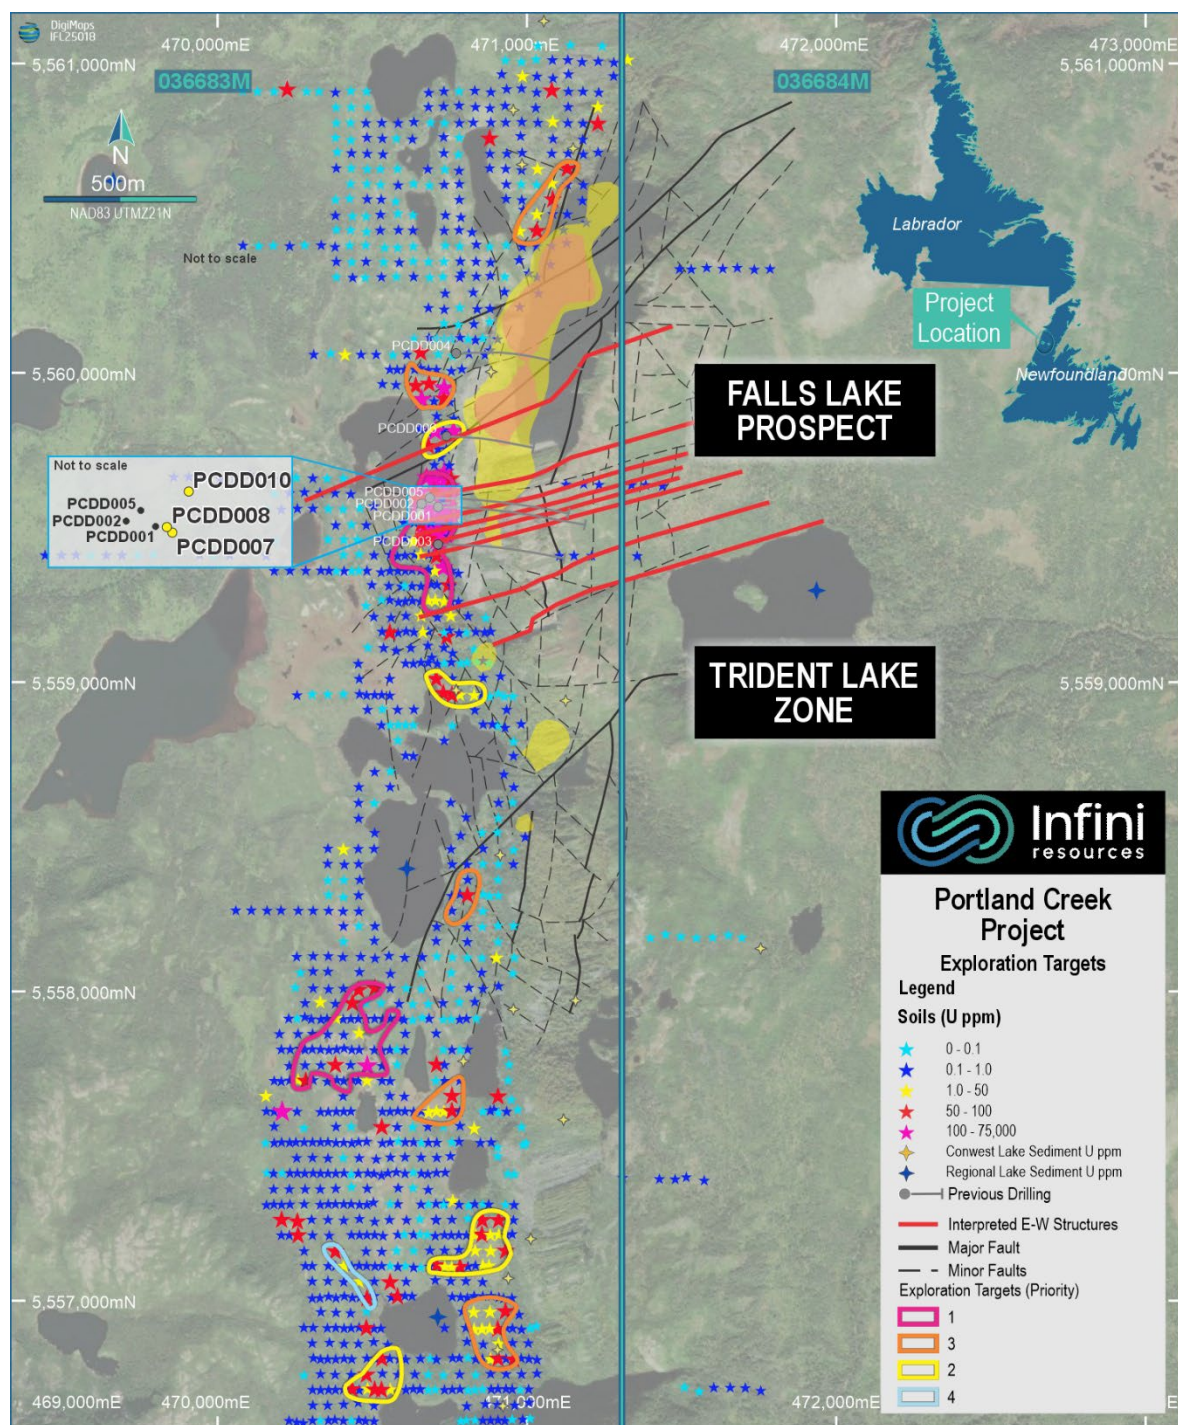 DigiMaps
IFL25018
470,000mE
471,000mE
472,000mE
473,000mE
5,561,000mN
5,561,000mN
036683M
036684M
N
500m
NAD83 UTMZ21N
Not to scale
Labrador
Project
Location
Newfoundland
00mN
PCDD004
5,560,000mN
FALLS LAKE
PROSPECT
PCDD006
Not to scale
PCDD010
PCDD005
PCDD008
PCDD002
PCDD001
PCDD007
PCDD005
PCDD002
PCDD001
PCDD003
TRIDENT LAKE
ZONE
5,559,000mN
5,559,000mN
Infini
resources
Portland Creek
Project
Exploration Targets
Legend
Soils (U ppm)
0 - 0.1
0.1 - 1.0
1.0 - 50
50 - 100
100 - 75,000
Conwest Lake Sediment U ppm
Regional Lake Sediment U ppm
Previous Drilling
Interpreted E-W Structures
Major Fault
Minor Faults
Exploration Targets (Priority)
1
3
2
4
5,558,000mN
5,557,000mN
469,000mE
470,000mE
471,000mE
472,000mE
473,000mE